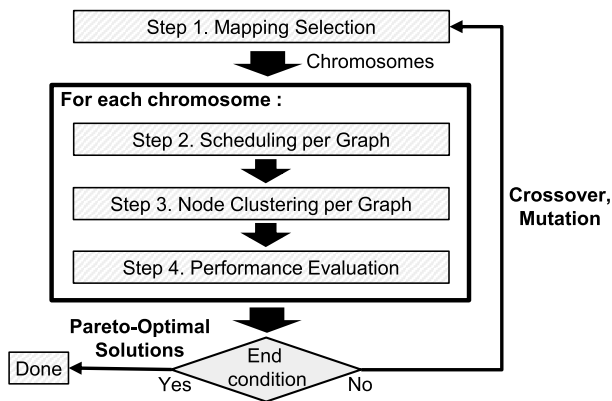 Step 1. Mapping Selection
Chromosomes
For each chromosome :
Step 2. Scheduling per Graph
Step 3. Node Clustering per Graph
Step 4. Performance Evaluation
Crossover,
Mutation
Pareto-Optimal
Solutions
End
condition
Done
Yes
No